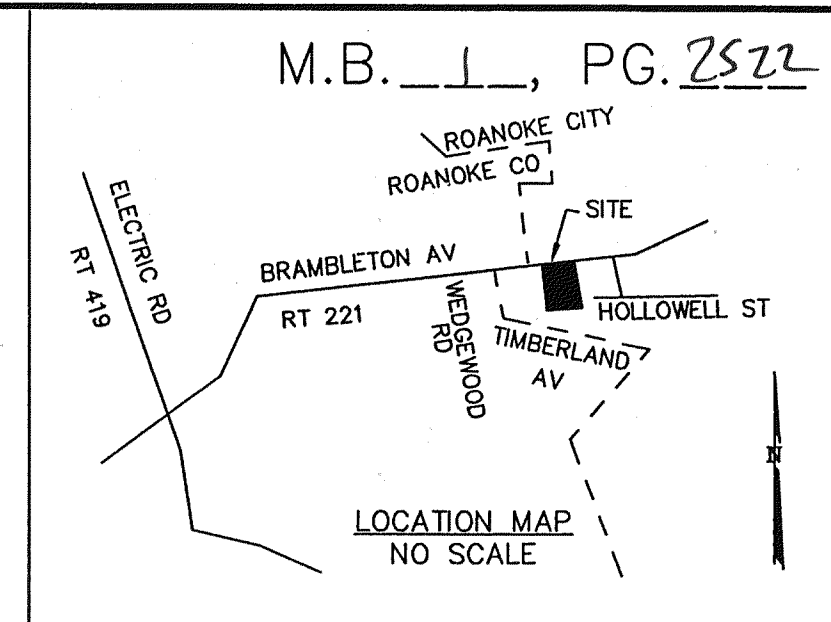 M.B. 1, PG. 2522
ROANOKE CITY
ROANOKE CO
SITE
ELECTRIC RD
RT 419
BRAMBLETON AV
RT 221
WEDGEWOOD
RD
HOLLOWELL ST
TIMBERLAND
AV
N
LOCATION MAP
NO SCALE